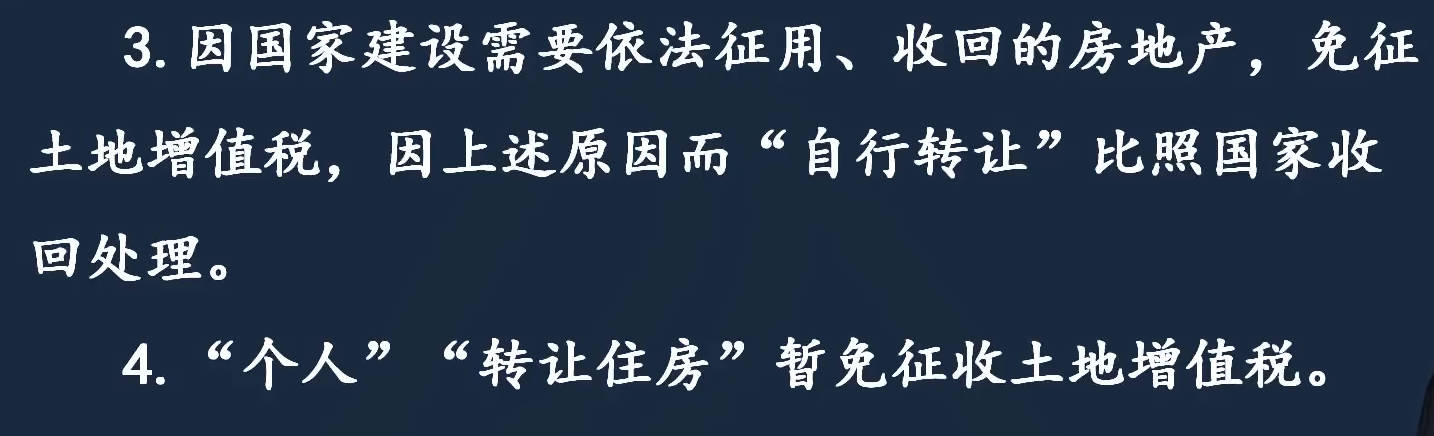 3. 因国家建设需要依法征用、收回的房地产，免征
土地增值税，因上述原因而“自行转让”比照国家收
回处理。
4. “个人”“转让住房”暂免征收土地增值税。